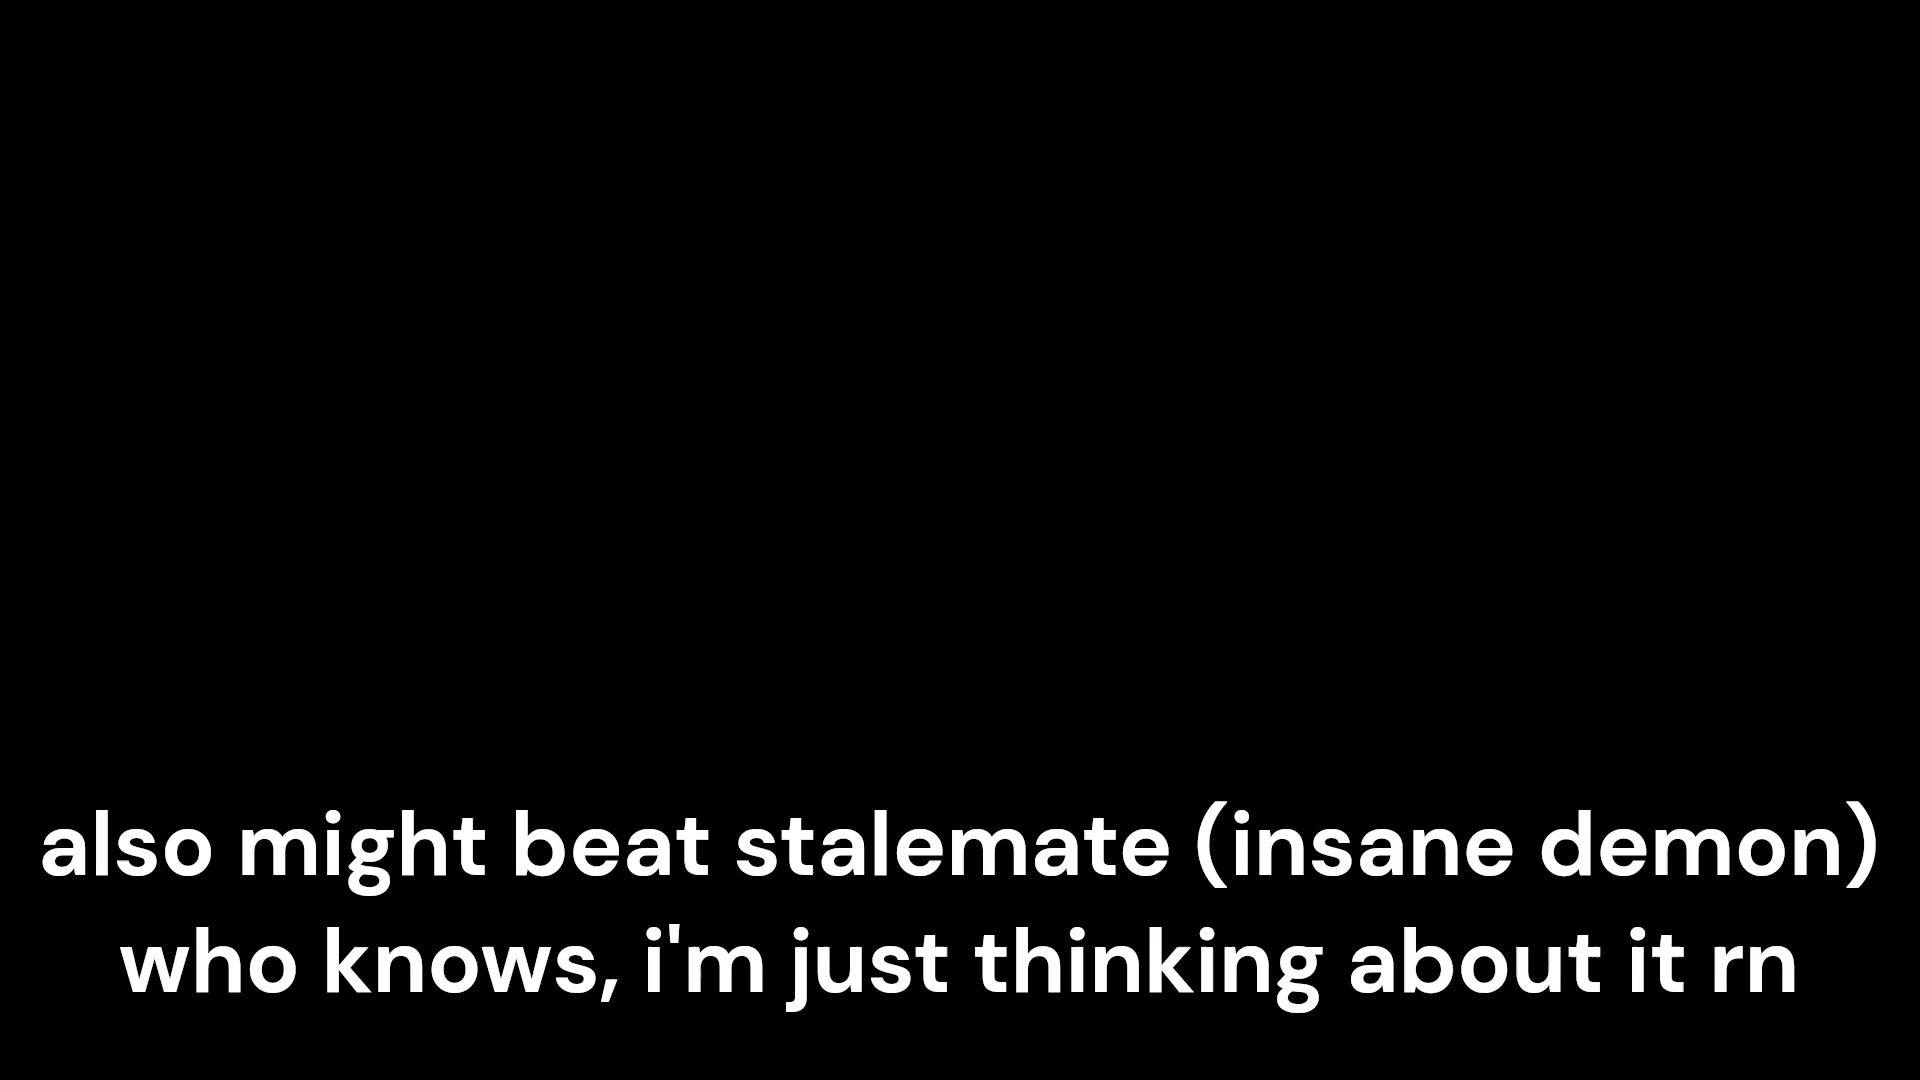 also might beat stalemate (insane demon)
who knows, i'm just thinking about it rn